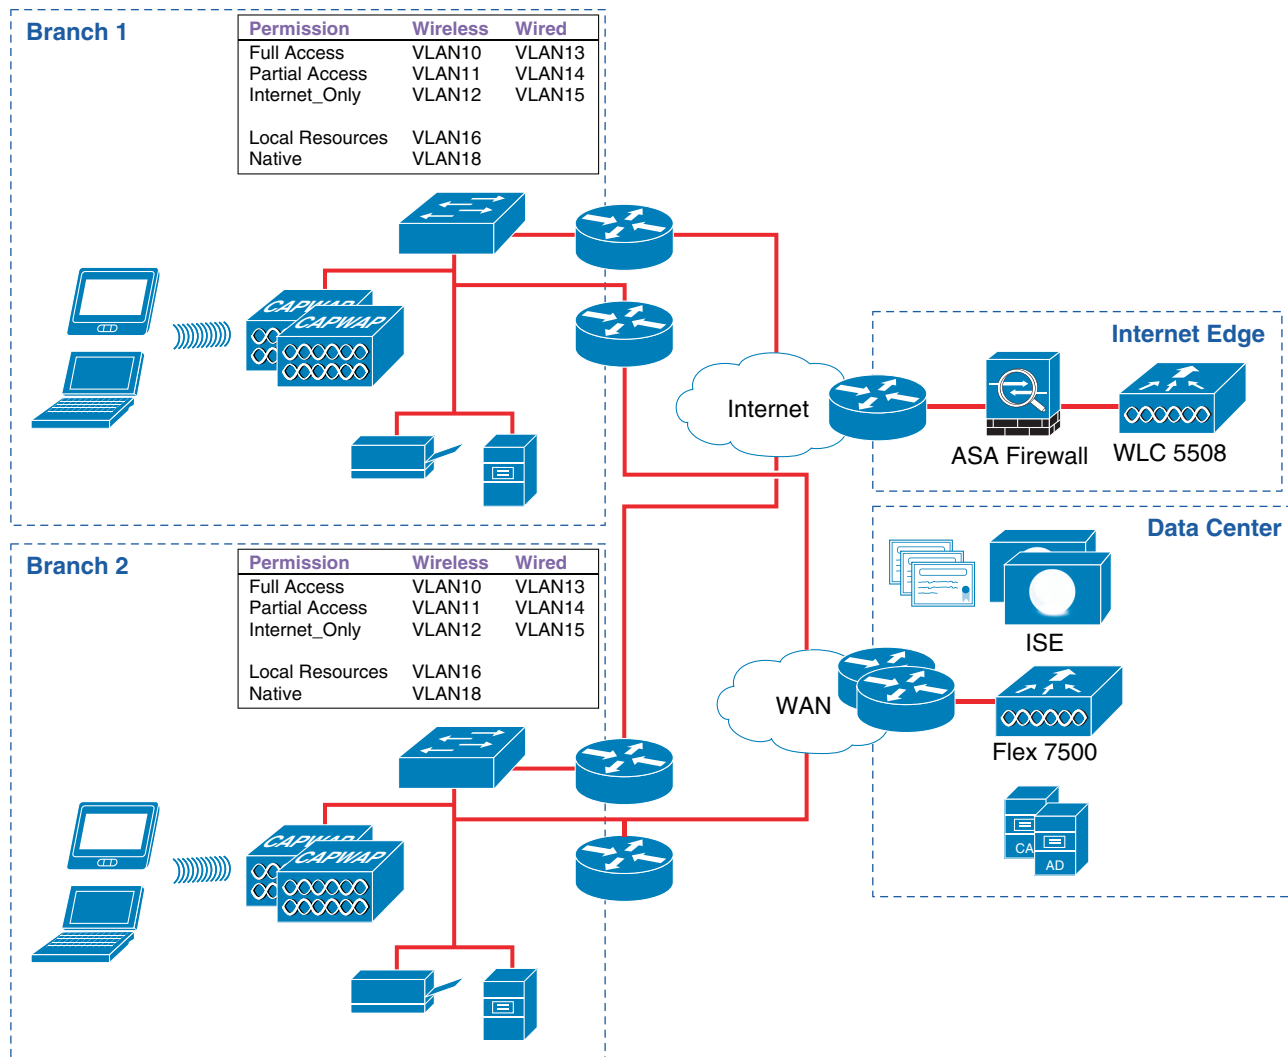 Branch 1
Permission Wireless Wired
Full Access VLAN10 VLAN13
Partial Access VLAN11 VLAN14
Internet_Only VLAN12 VLAN15
Local Resources VLAN16
Native VLAN18
CAPWAP
CAPWAP
Internet
Internet Edge
ASA Firewall
WLC 5508
Branch 2
Permission Wireless Wired
Full Access VLAN10 VLAN13
Partial Access VLAN11 VLAN14
Internet_Only VLAN12 VLAN15
Local Resources VLAN16
Native VLAN18
CAPWAP
CAPWAP
WAN
Data Center
ISE
Flex 7500
CA
AD